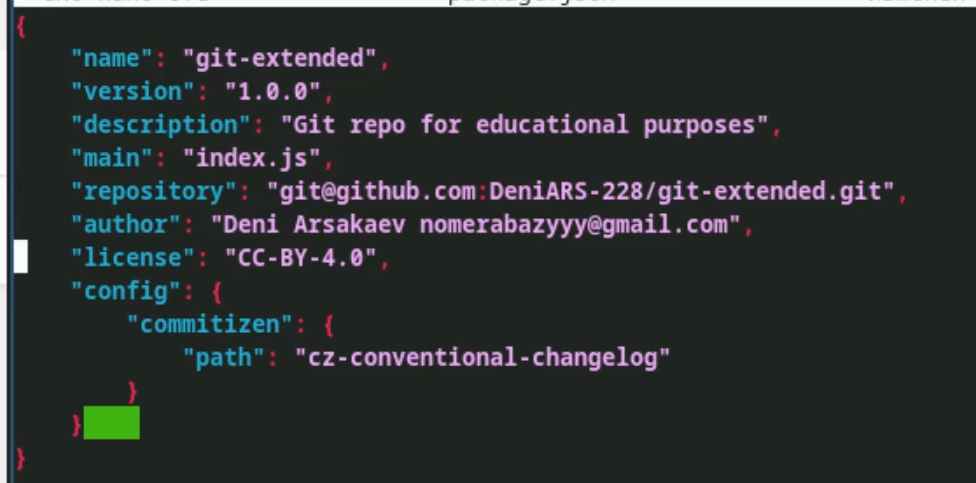 {
    "name": "git-extended",
    "version": "1.0.0",
    "description": "Git repo for educational purposes",
    "main": "index.js",
    "repository": "git@github.com:DeniARS-228/git-extended.git",
    "author": "Deni Arsakaev nomerabazyyy@gmail.com",
    "license": "CC-BY-4.0",
    "config": {
        "commitizen": {
            "path": "cz-conventional-changelog"
        }
    }
}